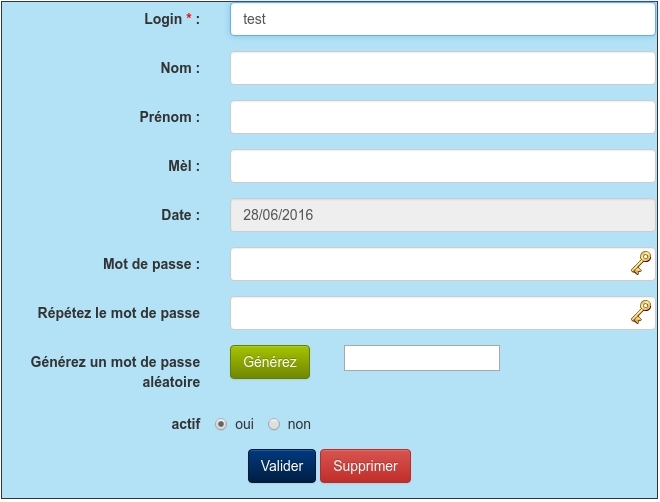 Login * : test
Nom :
Prénom :
Mèl :
Date : 28/06/2016
Mot de passe :
Répétez le mot de passe
Générez un mot de passe Générez
aléatoire
actif oui non
Valider Supprimer